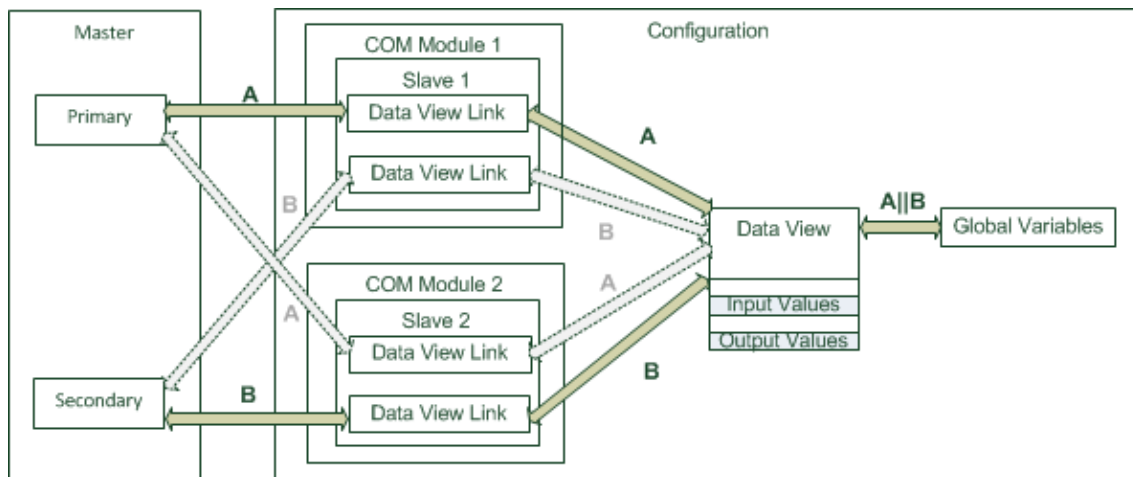 Master
Configuration
COM Module 1
Slave 1
Primary
A
Data View Link
A
Data View Link
B
B
A||B
Data View
Global Variables
COM Module 2
A
Input Values
A
Slave 2
Output Values
Data View Link
B
Secondary
B
Data View Link